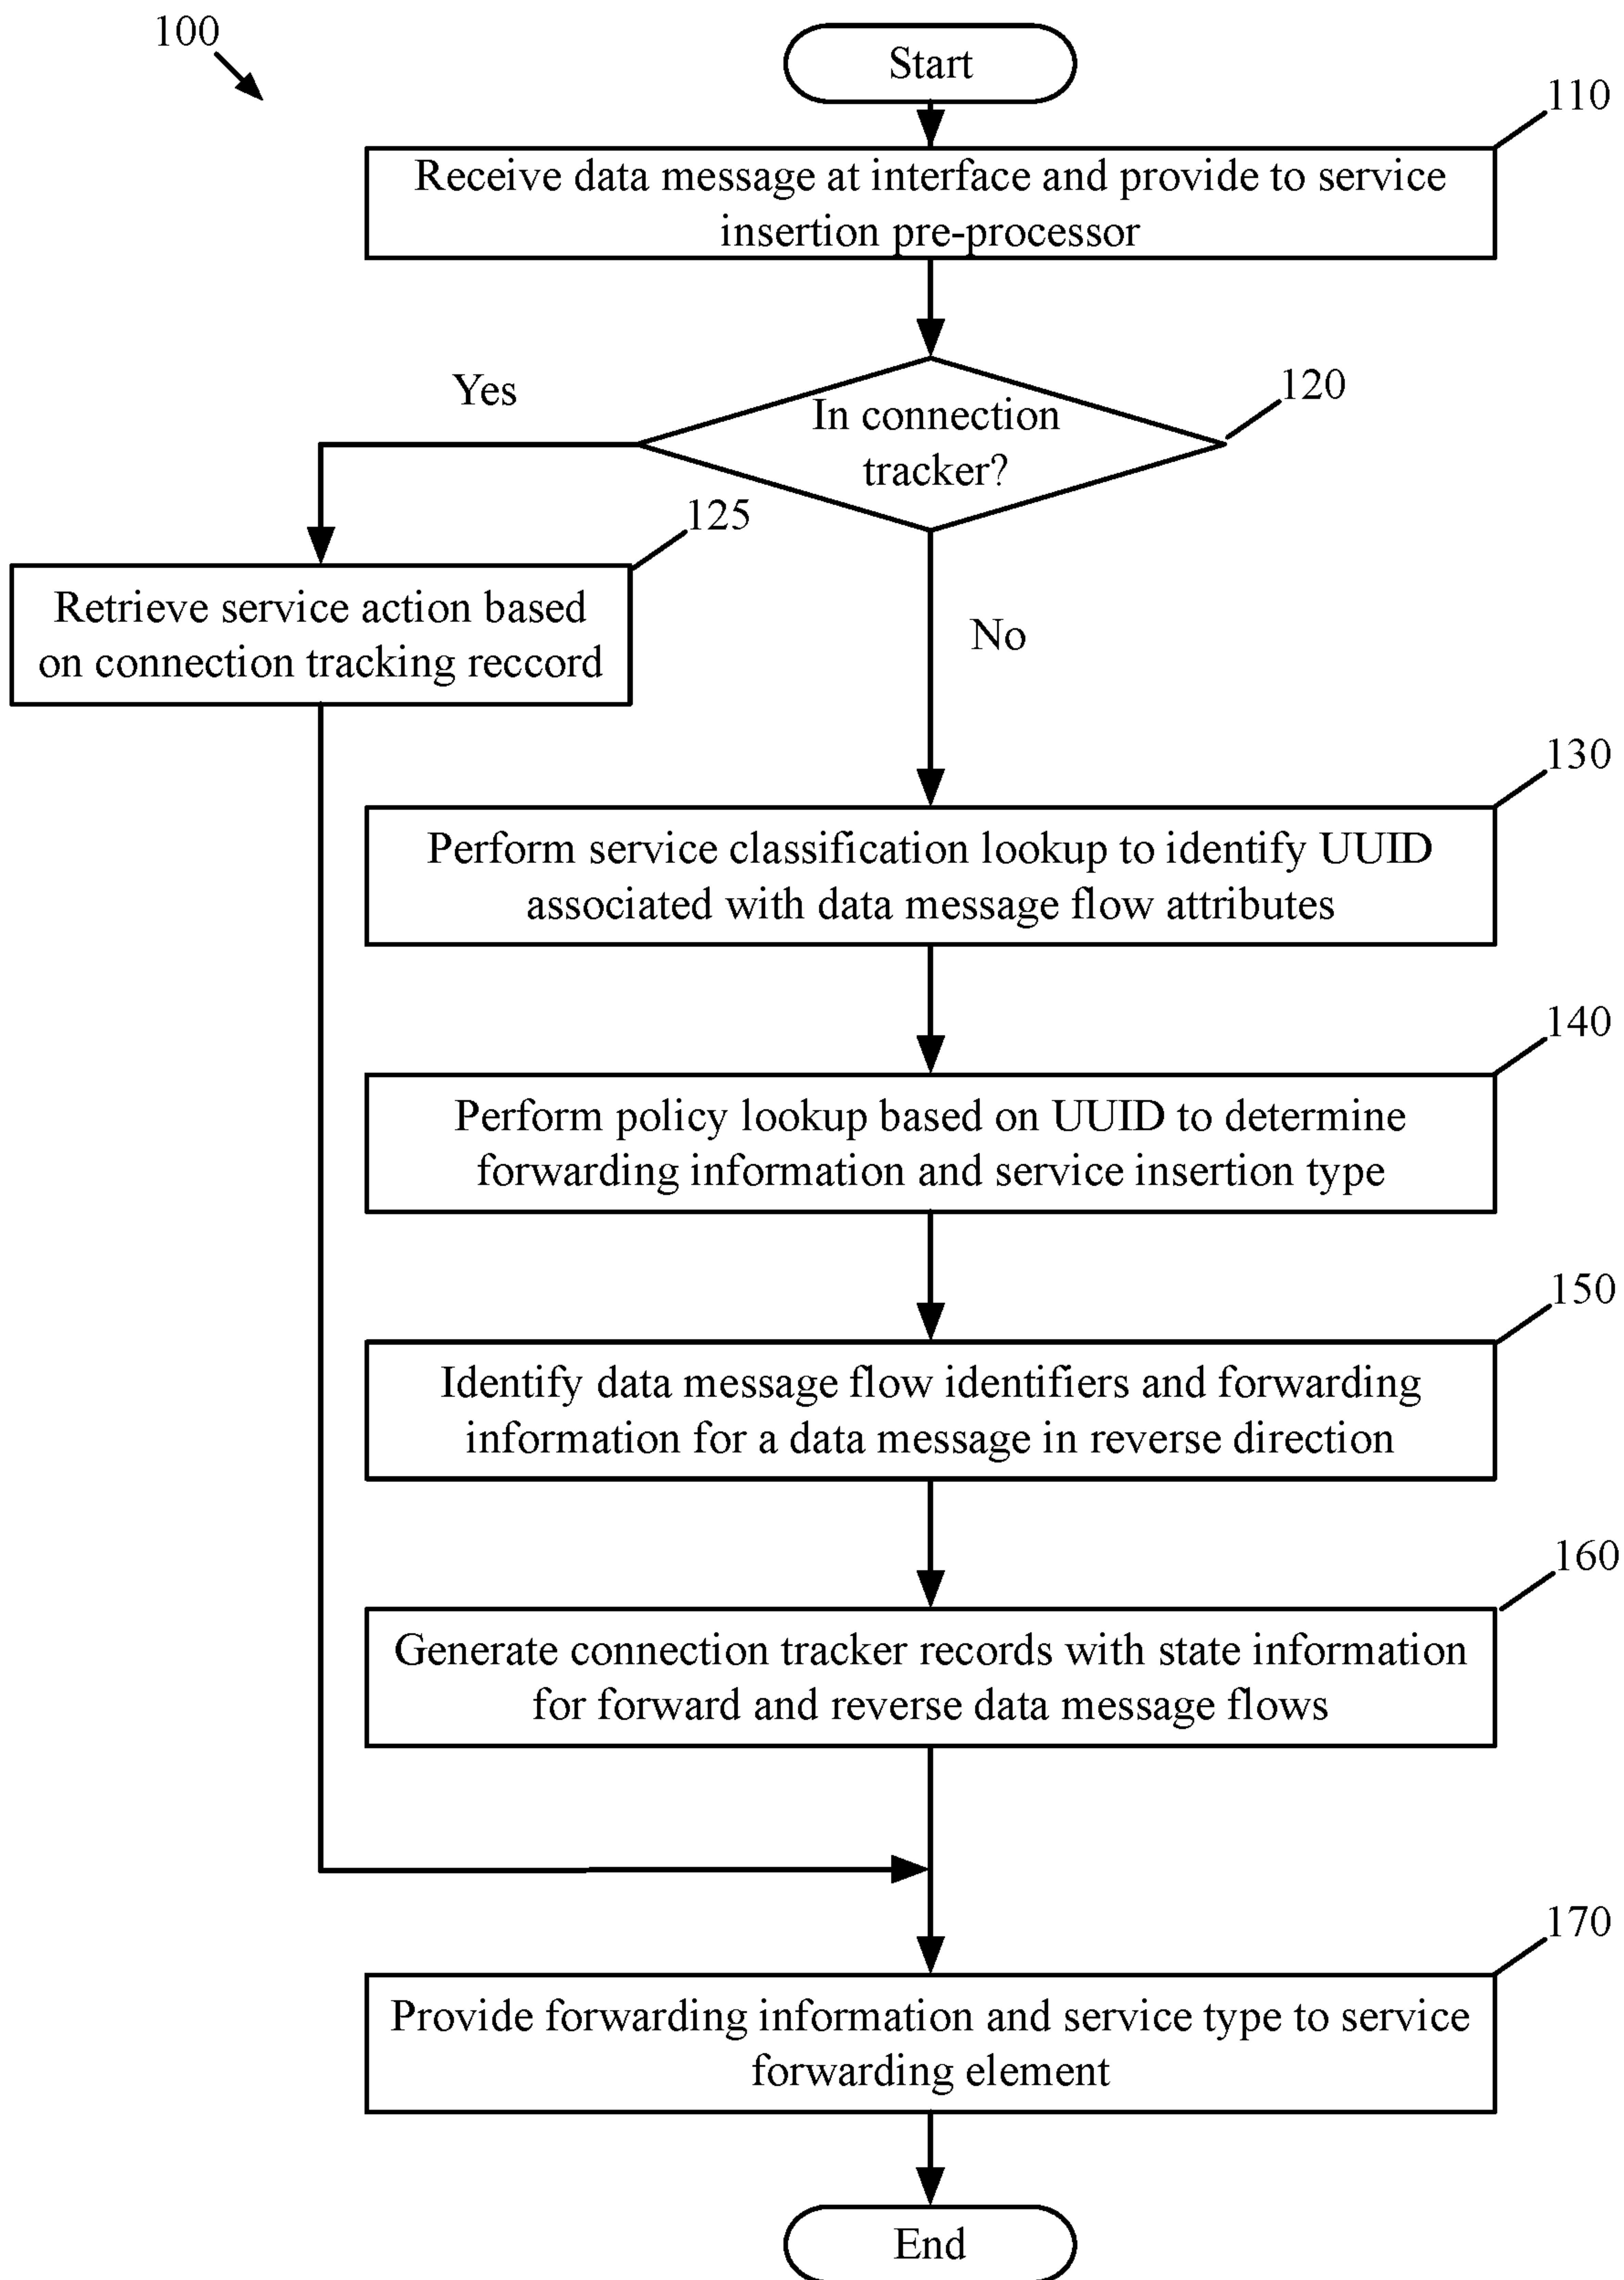 100
Start
110
Receive data message at interface and provide to service
insertion pre-processor
120
In connection
tracker?
Yes
No
125
Retrieve service action based
on connection tracking reccord
130
Perform service classification lookup to identify UUID
associated with data message flow attributes
140
Perform policy lookup based on UUID to determine
forwarding information and service insertion type
150
Identify data message flow identifiers and forwarding
information for a data message in reverse direction
160
Generate connection tracker records with state information
for forward and reverse data message flows
170
Provide forwarding information and service type to service
forwarding element
End